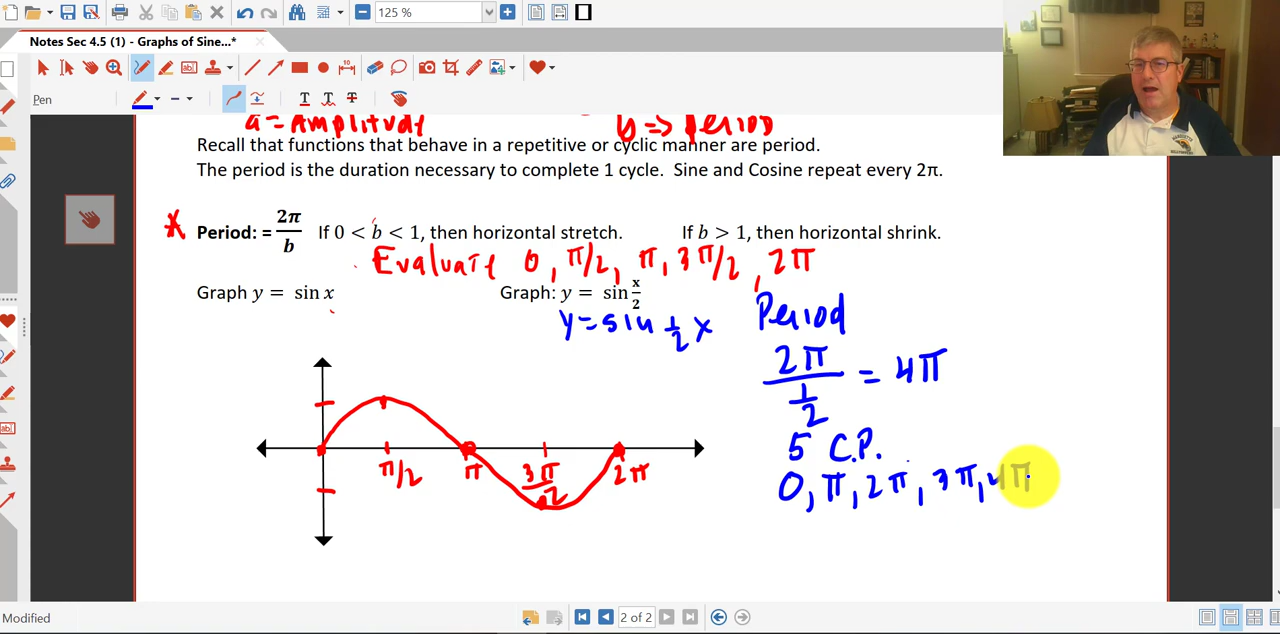 125 %
Notes Sec 4.5 (1) - Graphs of Sine...*
Pen
a = Amplitude
b => Period
Recall that functions that behave in a repetitive or cyclic manner are period.
The period is the duration necessary to complete 1 cycle. Sine and Cosine repeat every 2π.
Period: = 2π/b If 0 < b < 1, then horizontal stretch. If b > 1, then horizontal shrink.
Evaluate 0, π/2, π, 3π/2, 2π
Graph y = sin x
Graph: y = sin x/2
y = sin 1/2 x
Period
2π / 1/2 = 4π
5 C.P.
0, π, 2π, 3π, 4π
π/2 π 3π/2 2π
Modified
2 of 2